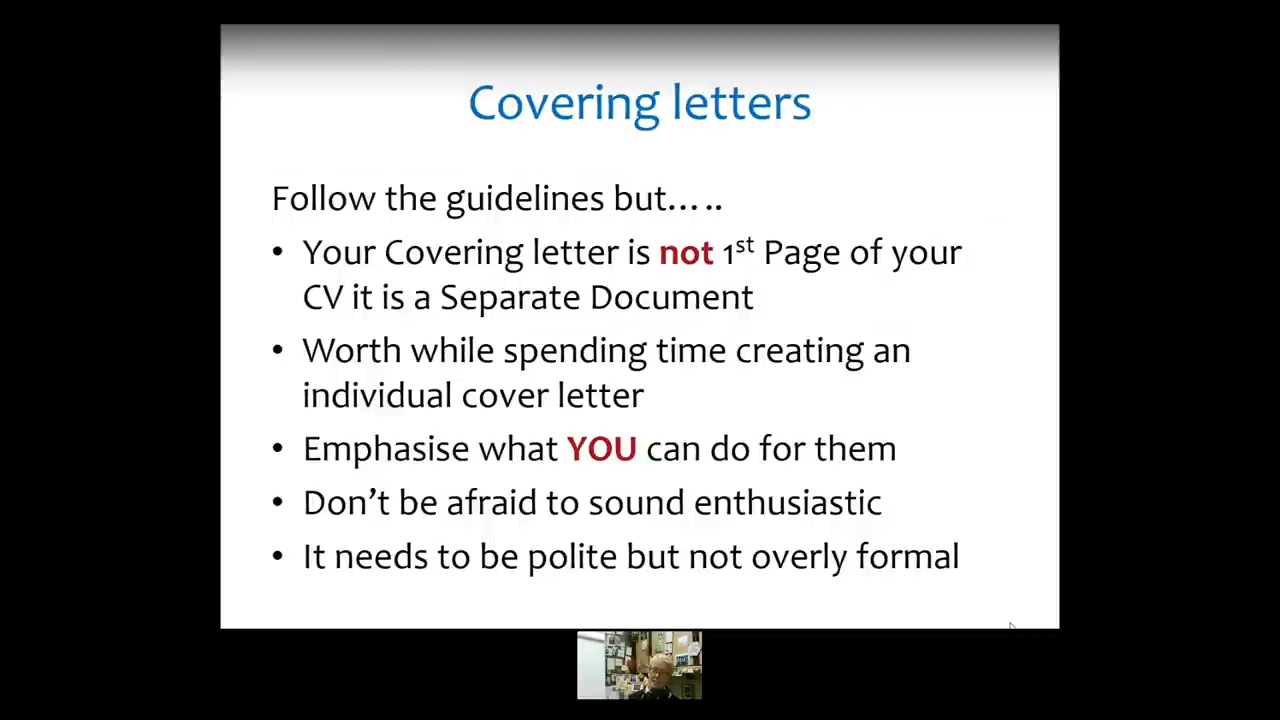 Covering letters
Follow the guidelines but.....
• Your Covering letter is not 1st Page of your
CV it is a Separate Document
• Worth while spending time creating an
individual cover letter
• Emphasise what YOU can do for them
• Don't be afraid to sound enthusiastic
• It needs to be polite but not overly formal